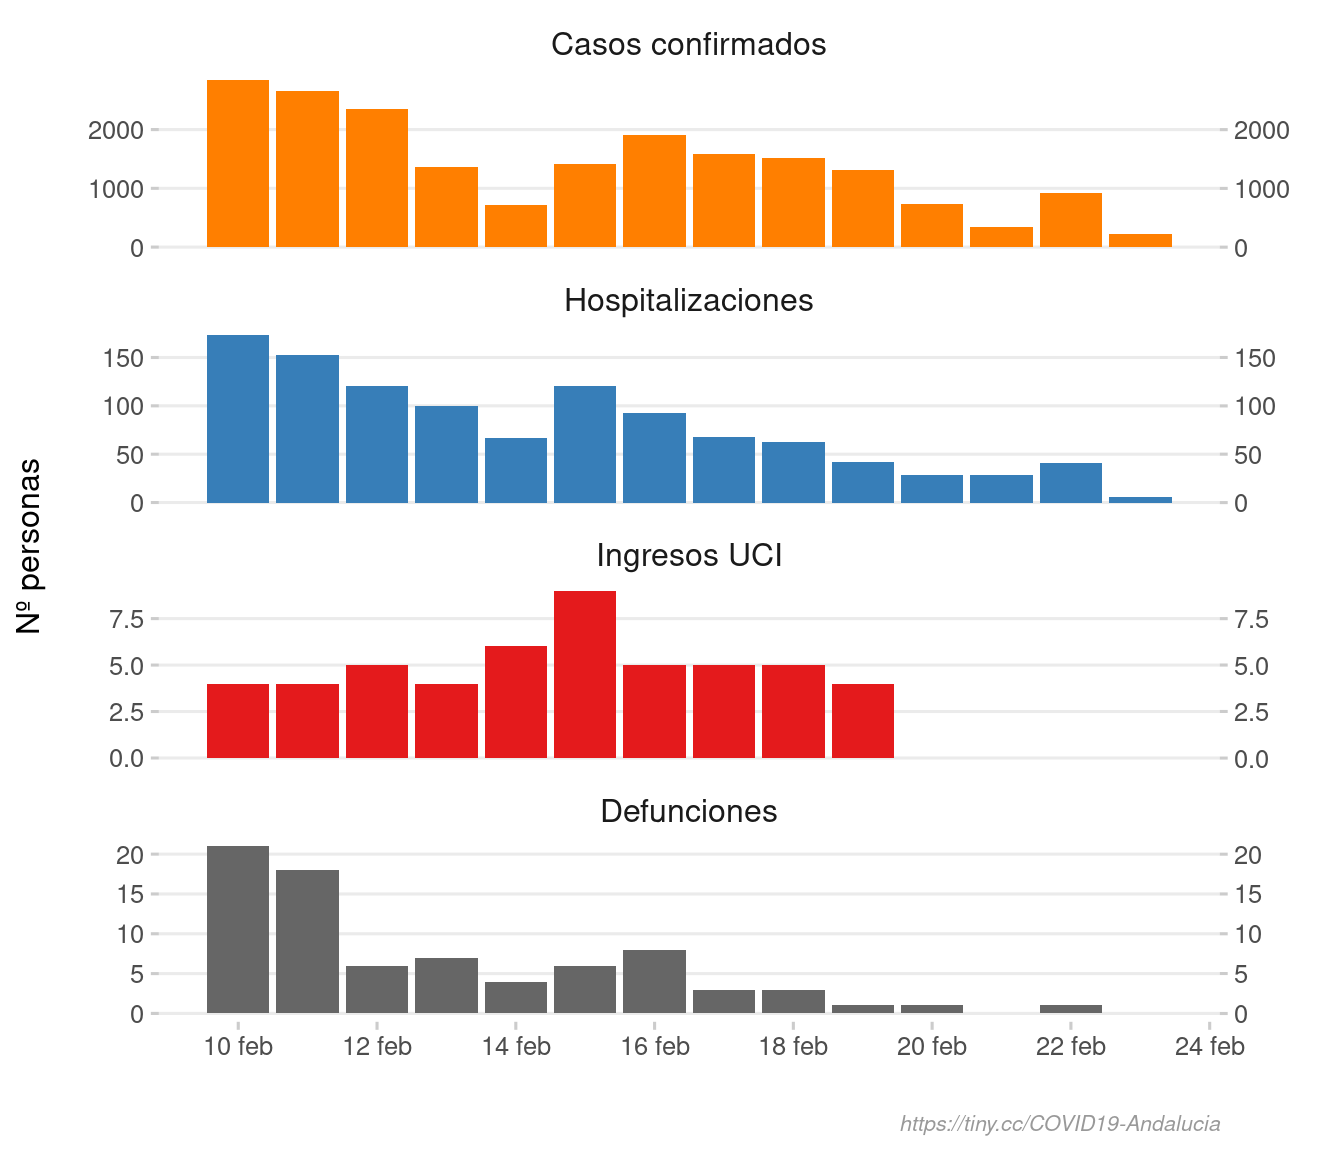 Casos confirmados
2000 2000
1000 1000
0 0
Hospitalizaciones
150 150
100 100
50 50
0 0
Nº personas
Ingresos UCI
7.5 7.5
5.0 5.0
2.5 2.5
0.0 0.0
Defunciones
20 20
15 15
10 10
5 5
0 0
10 feb 12 feb 14 feb 16 feb 18 feb 20 feb 22 feb 24 feb
https://tiny.cc/COVID19-Andalucia